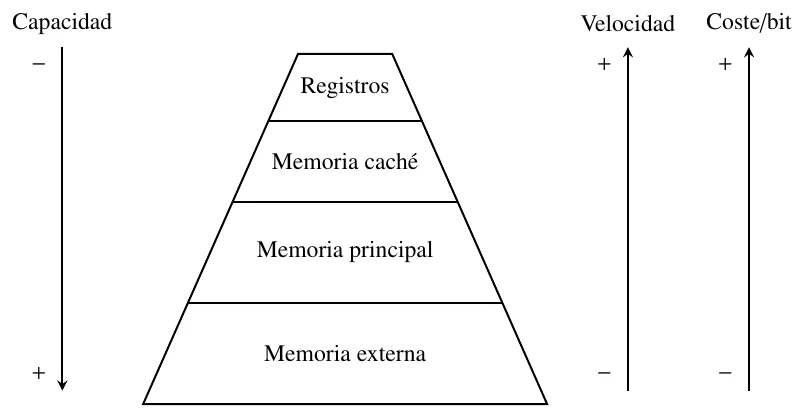 Capacidad
Velocidad
Coste/bit
−
+
+
Registros
Memoria caché
Memoria principal
Memoria externa
+
−
−